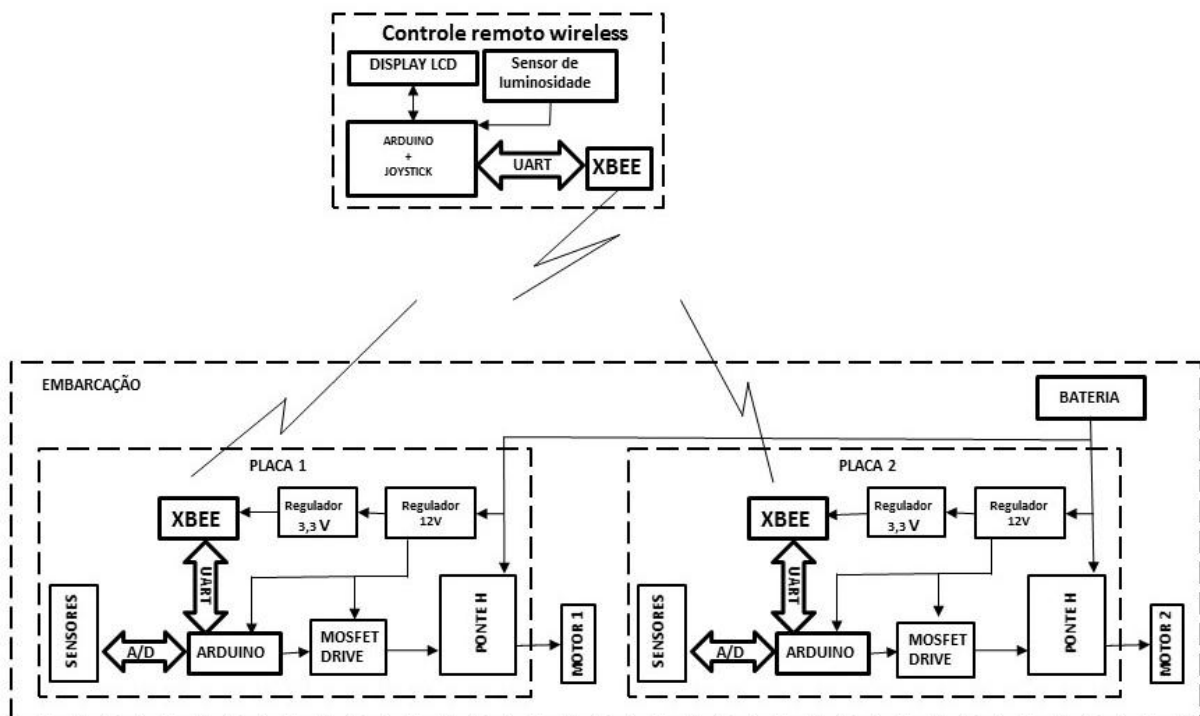 Controle remoto wireless
DISPLAY LCD
Sensor de
luminosidade
ARDUINO
+
JOYSTICK
UART
XBEE
EMBARCAÇÃO
BATERIA
PLACA 1
XBEE
Regulador
3,3 V
Regulador
12V
UART
SENSORES
A/D
ARDUINO
MOSFET
DRIVE
PONTE H
MOTOR 1
PLACA 2
XBEE
Regulador
3,3 V
Regulador
12V
UART
SENSORES
A/D
ARDUINO
MOSFET
DRIVE
PONTE H
MOTOR 2